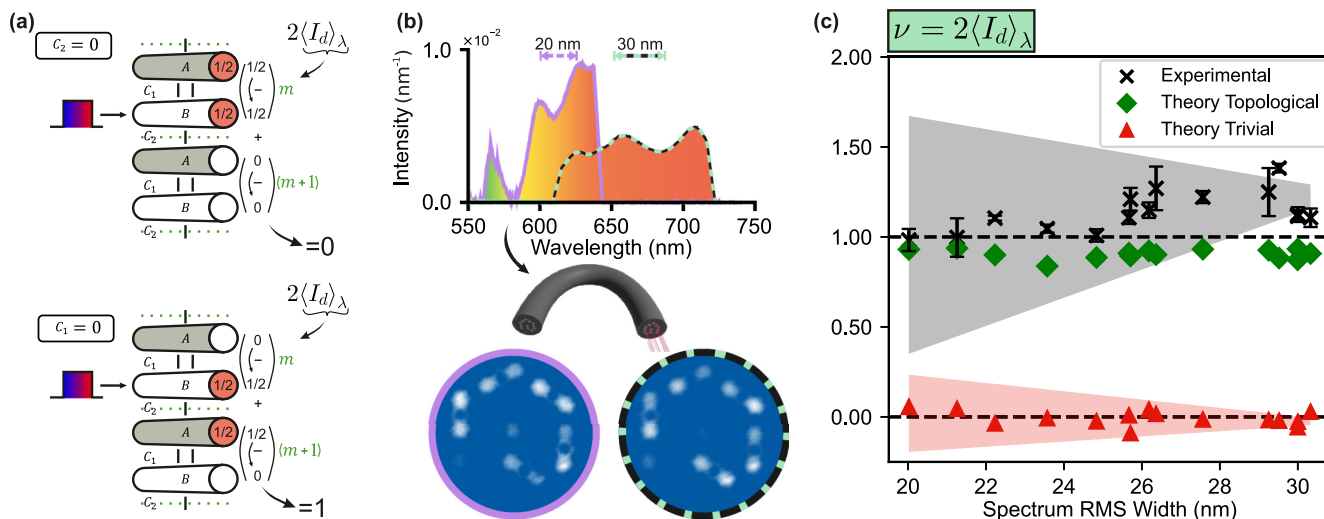 (a)
C₂ = 0
2⟨I_d⟩_λ
A 1/2
C₁
B 1/2
C₂
1/2
−
1/2
m
+
A
C₁
B
C₂
0
−
0
(m+1)
=0
C₁ = 0
2⟨I_d⟩_λ
A
C₁
B 1/2
C₂
0
−
1/2
m
+
A 1/2
C₁
B
C₂
1/2
−
0
(m+1)
=1
(b)
×10⁻²
20 nm 30 nm
1.0
0.0
Intensity (nm⁻¹)
550 600 650 700 750
Wavelength (nm)
(c)
ν = 2⟨I_d⟩_λ
Experimental
Theory Topological
Theory Trivial
2.00
1.50
1.00
0.50
0.00
20 22 24 26 28 30
Spectrum RMS Width (nm)